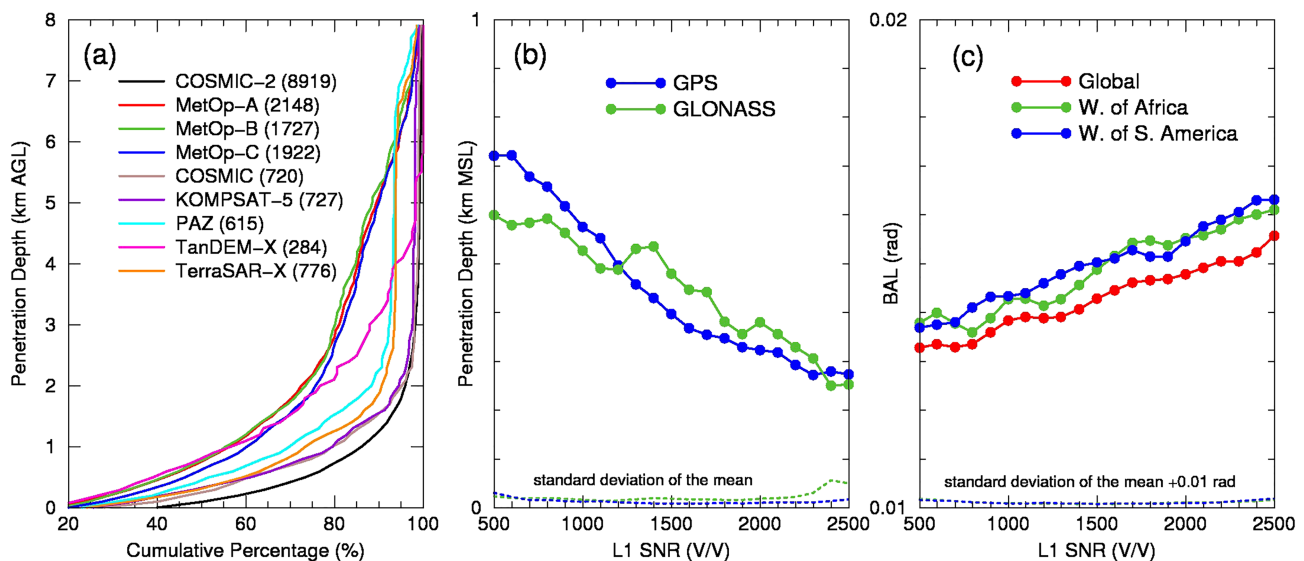 (a)
COSMIC-2 (8919)
MetOp-A (2148)
MetOp-B (1727)
MetOp-C (1922)
COSMIC (720)
KOMPSAT-5 (727)
PAZ (615)
TanDEM-X (284)
TerraSAR-X (776)
Penetration Depth (km AGL)
8
7
6
5
4
3
2
1
0
20 40 60 80 100
Cumulative Percentage (%)
(b)
GPS
GLONASS
Penetration Depth (km MSL)
1
0
standard deviation of the mean
500 1000 1500 2000 2500
L1 SNR (V/V)
(c)
Global
W. of Africa
W. of S. America
BAL (rad)
0.02
0.01
standard deviation of the mean +0.01 rad
500 1000 1500 2000 2500
L1 SNR (V/V)